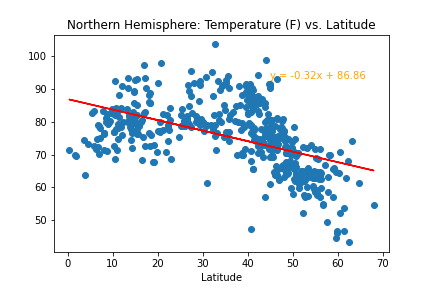 Northern Hemisphere: Temperature (F) vs. Latitude
y = -0.32x + 86.86
100
90
80
70
60
50
0 10 20 30 40 50 60 70
Latitude